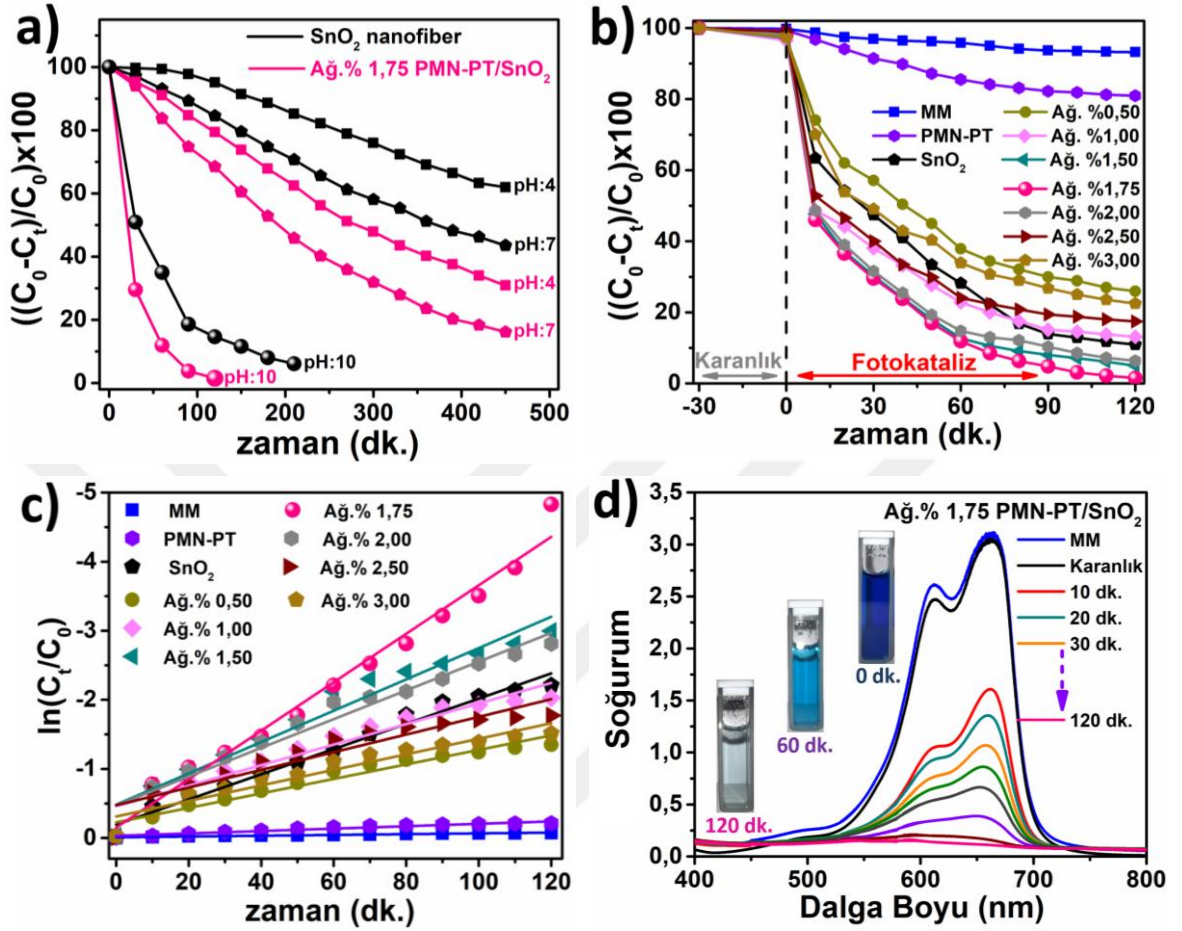 a)
SnO2 nanofiber
Ağ.% 1,75 PMN-PT/SnO2
((C0-Ct)/C0)x100
100
80
60
40
20
0
pH:4
pH:7
pH:4
pH:7
pH:10
pH:10
0 100 200 300 400 500
zaman (dk.)
b)
((C0-Ct)/C0)x100
100
80
60
40
20
0
MM
PMN-PT
SnO2
Ağ. %0,50
Ağ. %1,00
Ağ. %1,50
Ağ. %1,75
Ağ. %2,00
Ağ. %2,50
Ağ. %3,00
Karanlık
Fotokataliz
-30 0 30 60 90 120
zaman (dk.)
c)
ln(Ct/C0)
-5
-4
-3
-2
-1
0
MM
PMN-PT
SnO2
Ağ.% 0,50
Ağ.% 1,00
Ağ.% 1,50
Ağ.% 1,75
Ağ.% 2,00
Ağ.% 2,50
Ağ.% 3,00
0 20 40 60 80 100 120
zaman (dk.)
d)
Soğurum
3,5
3,0
2,5
2,0
1,5
1,0
0,5
0,0
Ağ.% 1,75 PMN-PT/SnO2
MM
Karanlık
10 dk.
20 dk.
30 dk.
120 dk.
0 dk.
60 dk.
120 dk.
400 500 600 700 800
Dalga Boyu (nm)